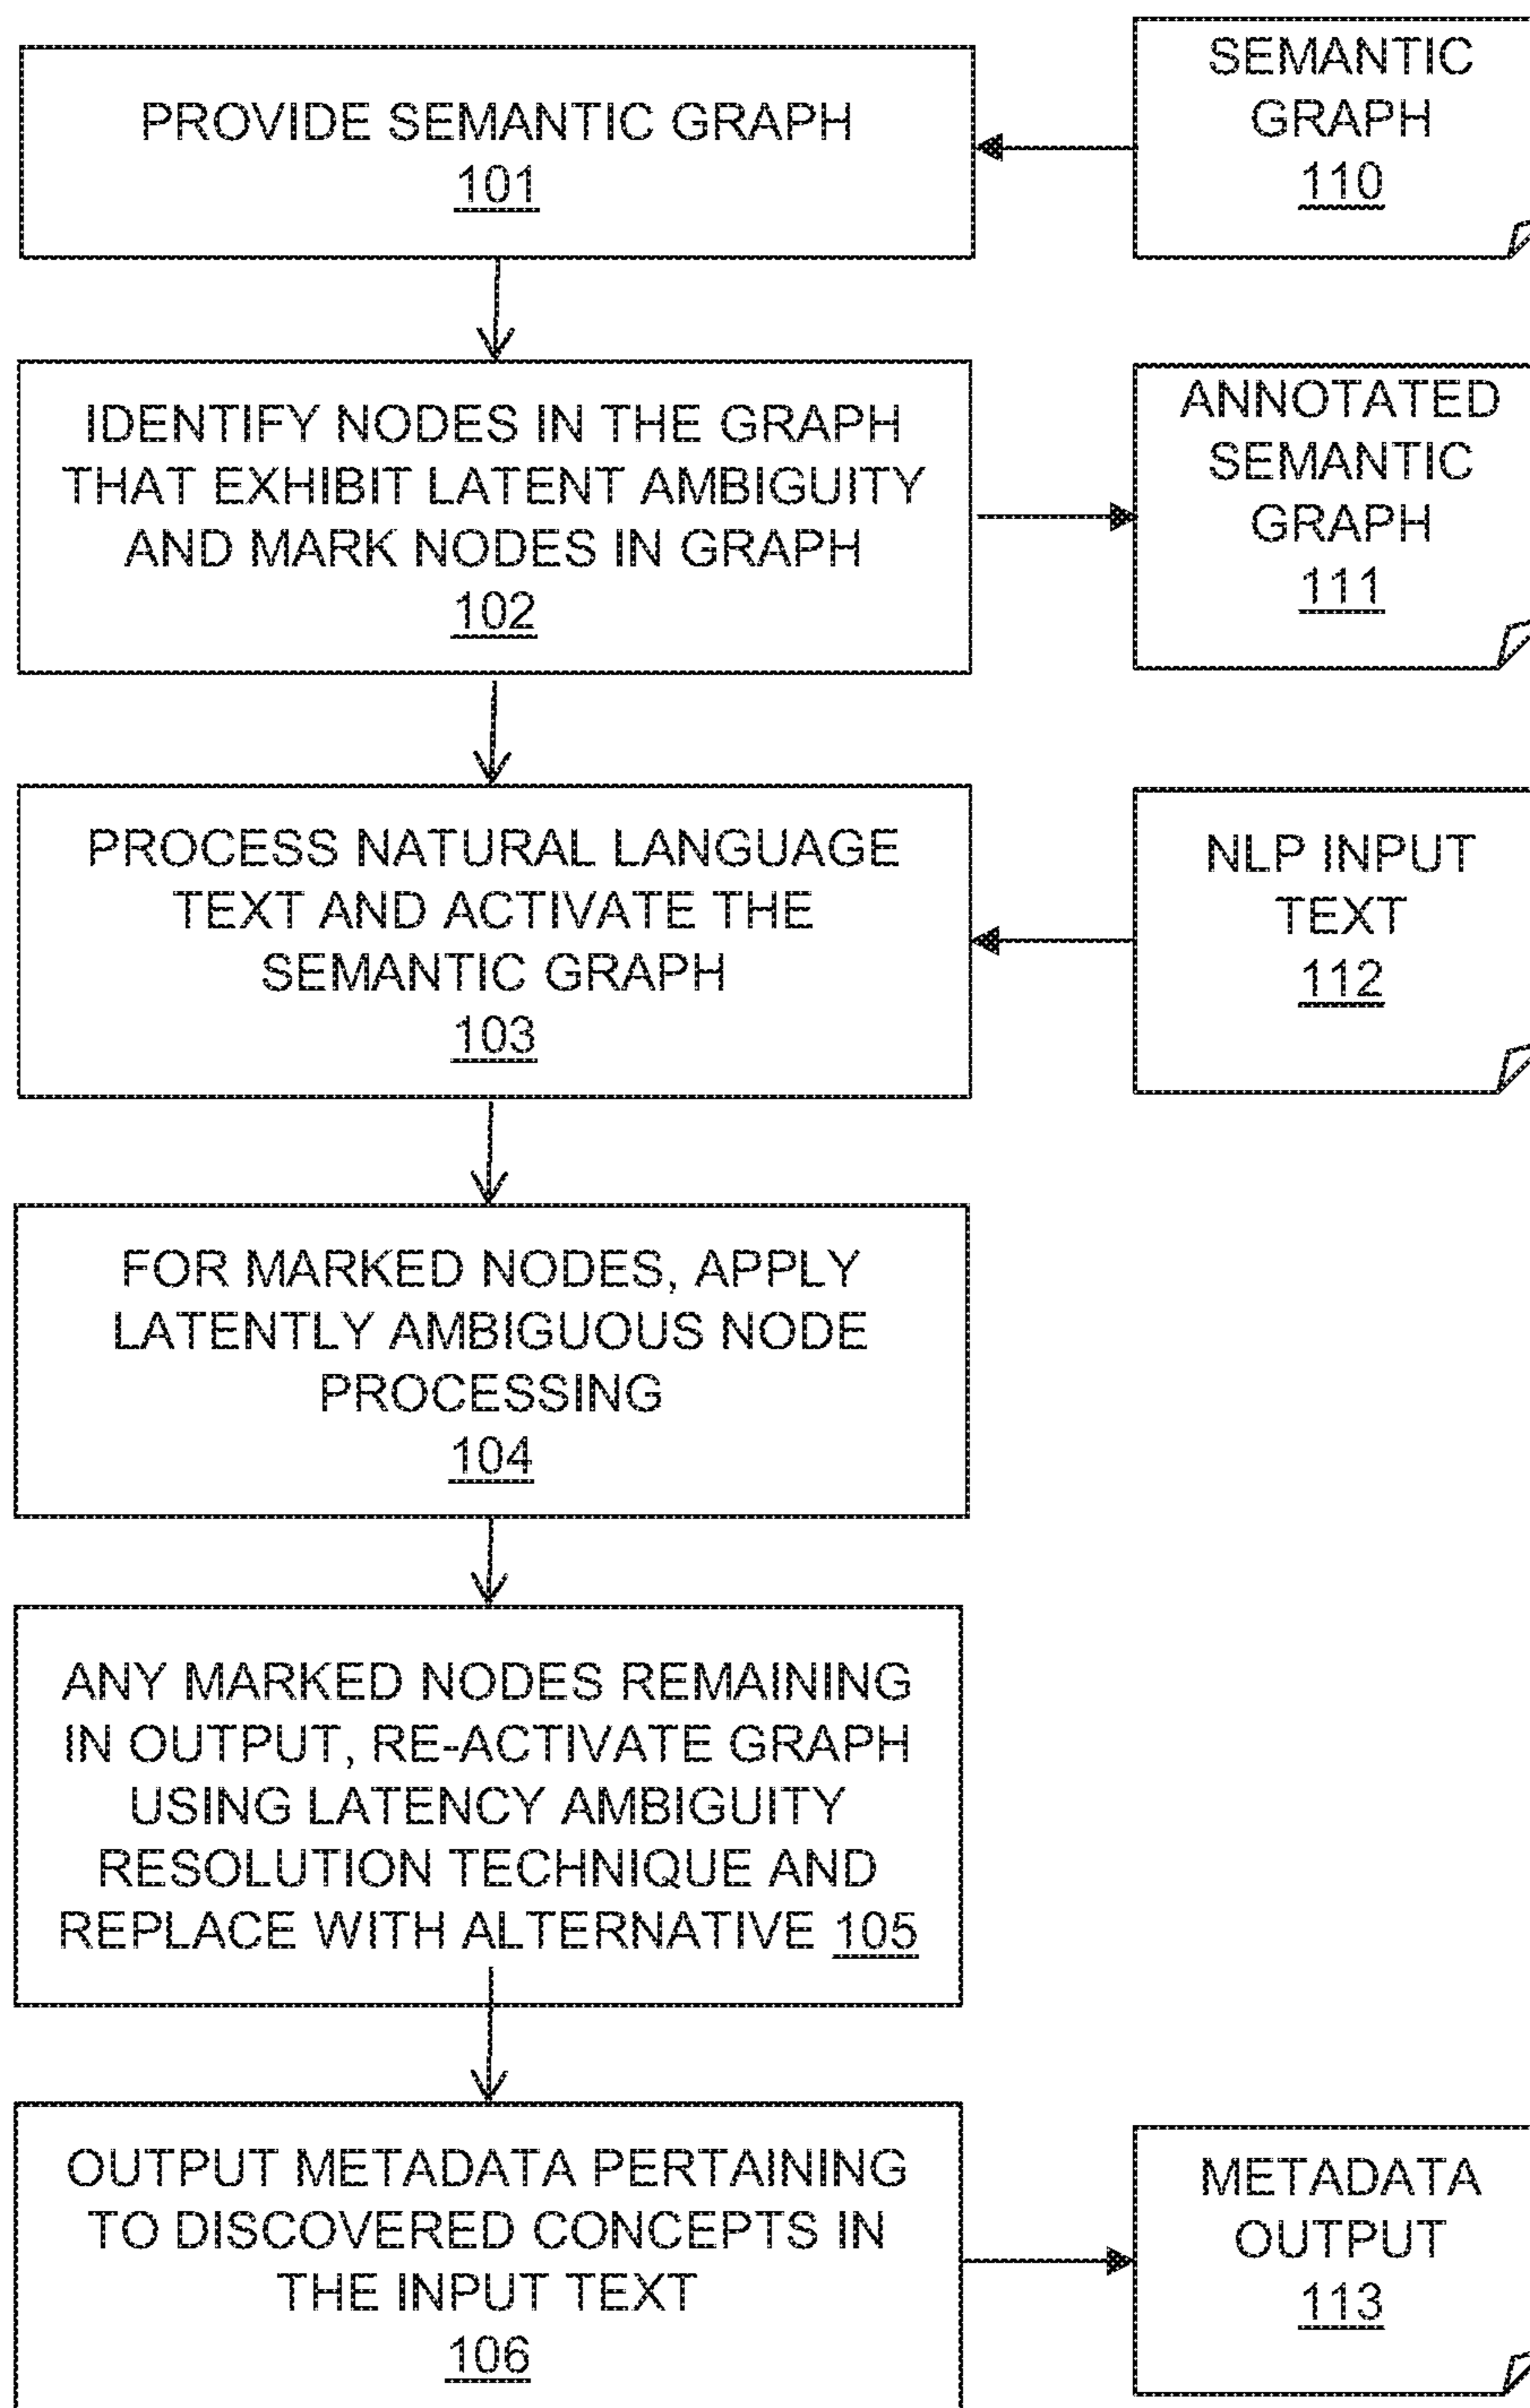 PROVIDE SEMANTIC GRAPH
101
SEMANTIC
GRAPH
110
IDENTIFY NODES IN THE GRAPH
THAT EXHIBIT LATENT AMBIGUITY
AND MARK NODES IN GRAPH
102
ANNOTATED
SEMANTIC
GRAPH
111
PROCESS NATURAL LANGUAGE
TEXT AND ACTIVATE THE
SEMANTIC GRAPH
103
NLP INPUT
TEXT
112
FOR MARKED NODES, APPLY
LATENTLY AMBIGUOUS NODE
PROCESSING
104
ANY MARKED NODES REMAINING
IN OUTPUT, RE-ACTIVATE GRAPH
USING LATENCY AMBIGUITY
RESOLUTION TECHNIQUE AND
REPLACE WITH ALTERNATIVE 105
OUTPUT METADATA PERTAINING
TO DISCOVERED CONCEPTS IN
THE INPUT TEXT
106
METADATA
OUTPUT
113